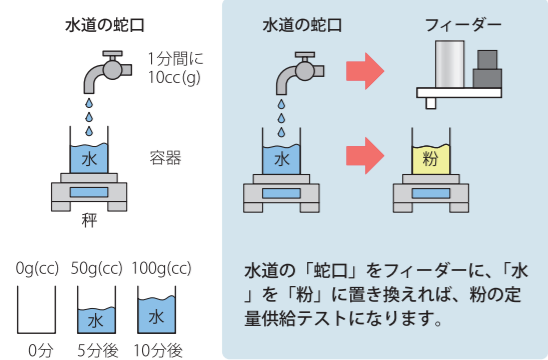 水道の蛇口
1分間に
10cc(g)
水
容器
秤
0g(cc) 50g(cc) 100g(cc)
水 水
0分 5分後 10分後
水道の蛇口 フィーダー
水 粉
水道の「蛇口」をフィーダーに、「水
」を「粉」に置き換えれば、粉の定
量供給テストになります。